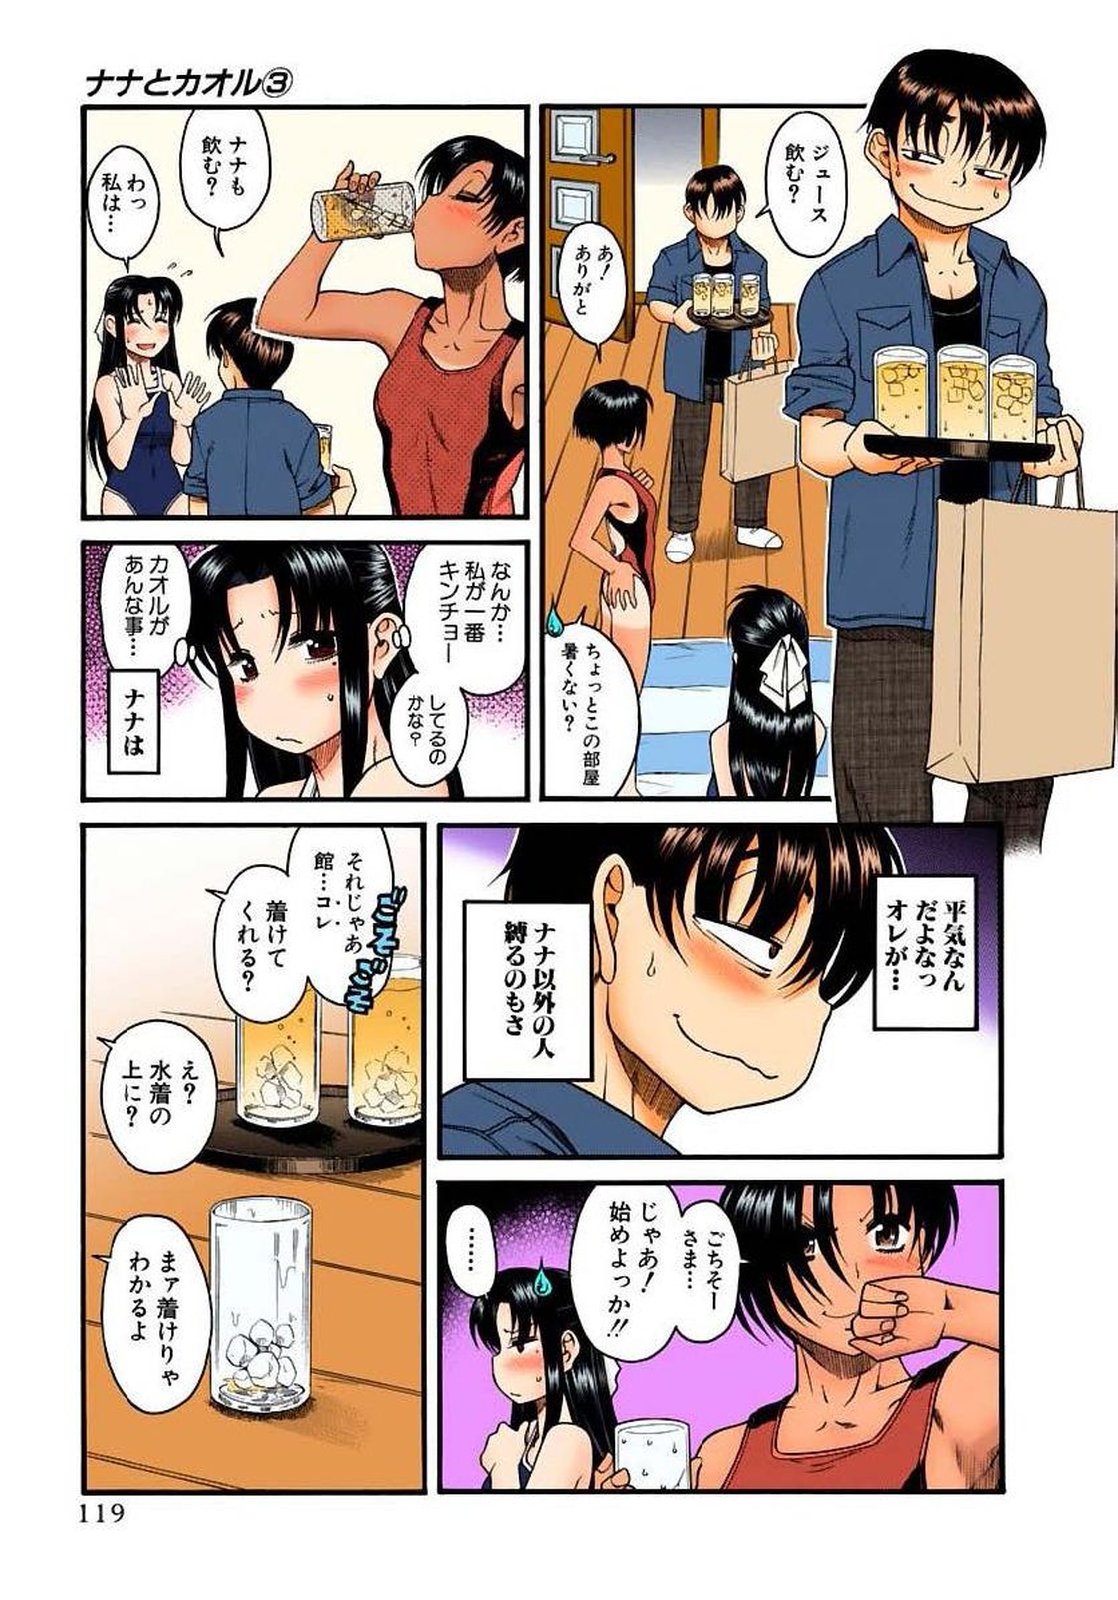 ナナとカオル③
ジュース
飲む？
あ！
ありがと
ちょっとこの部屋
暑くない？
ナナも
飲む？
わっ
私は…
なんか…
私が一番
キンチョー
してるの
かな？
カオルが
あんな事…
ナナは
平気なん
だよなっ
オレが…
ナナ以外の人
縛るのもさ
ごちそー
さま…
じゃあ！
始めよっか!!
……
ごそごそ
ごそ
それじゃあ
館…コレ
着けて
くれる？
え？
水着の
上に？
まァ着けりゃ
わかるよ
119